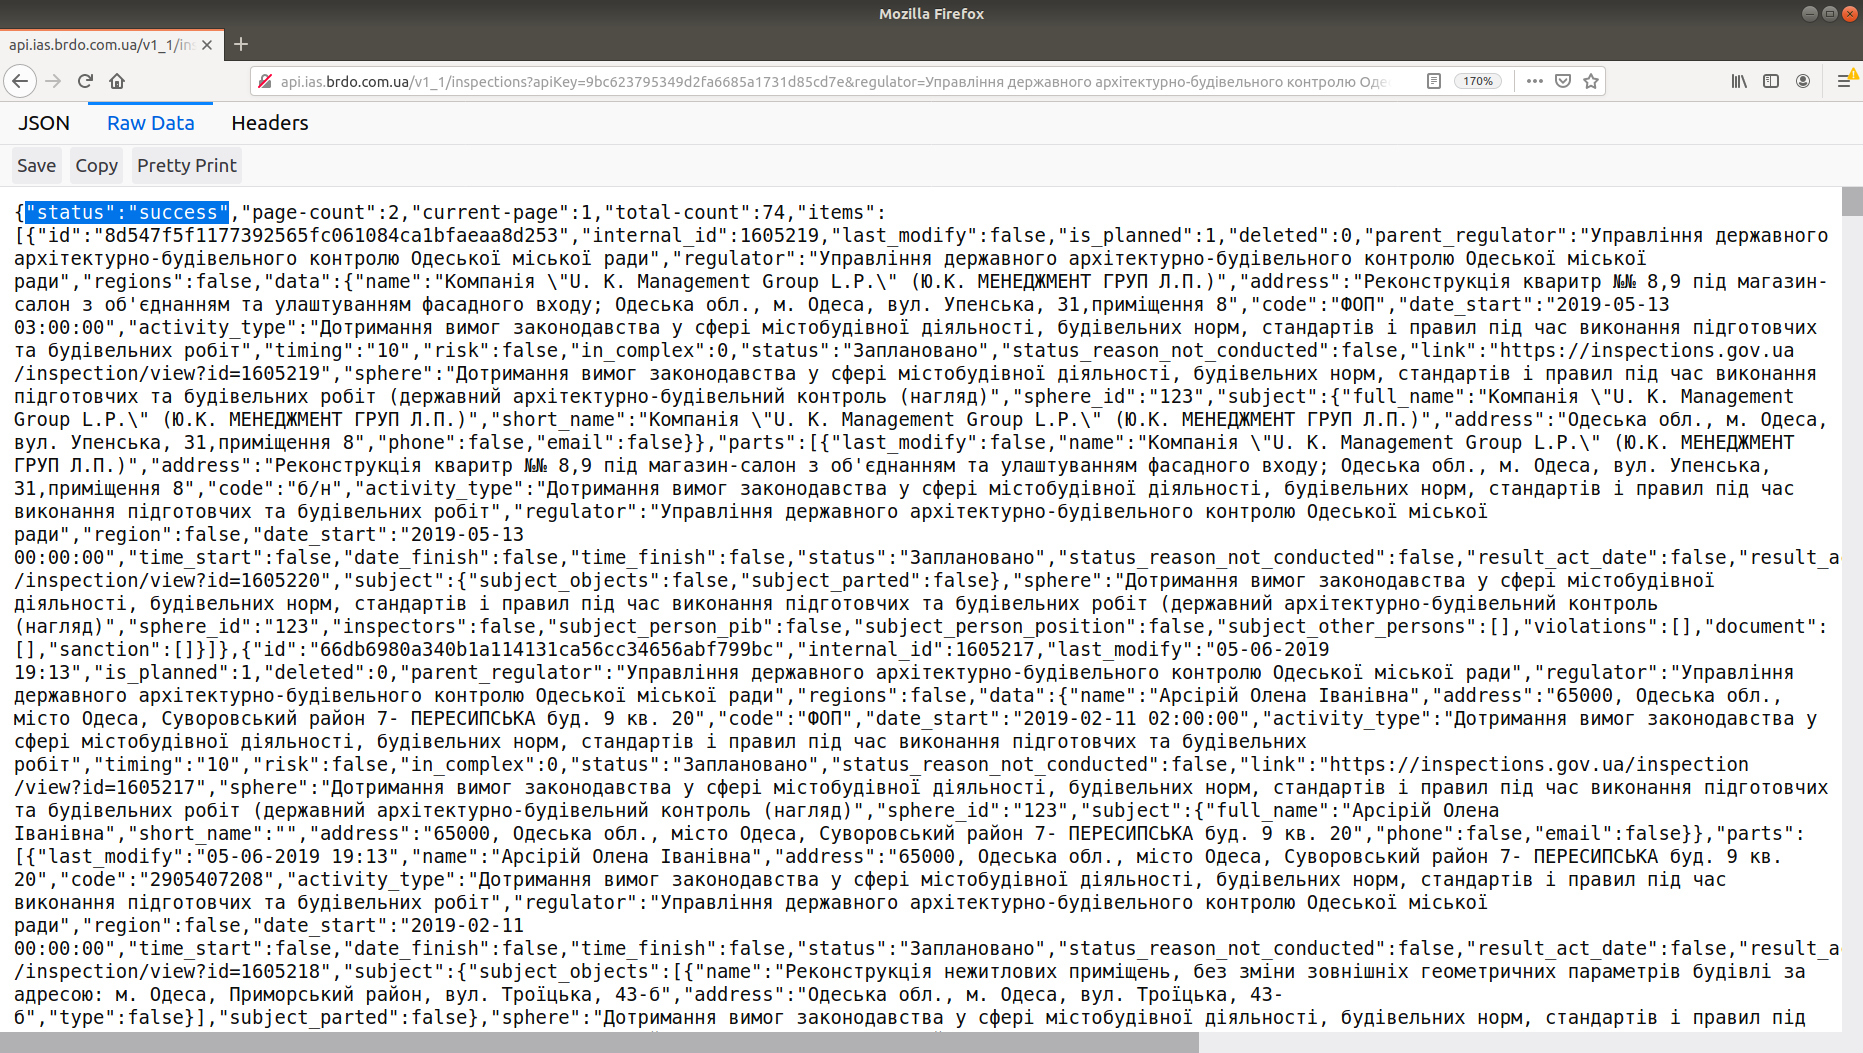 Mozilla Firefox
api.ias.brdo.com.ua/v1_1/ins
api.ias.brdo.com.ua/v1_1/inspections?apiKey=9bc623795349d2fa6685a1731d85cd7e&regulator=Управління державного архітектурно-будівельного контролю Оде
170%
JSON Raw Data Headers
Save Copy Pretty Print
{"status":"success","page-count":2,"current-page":1,"total-count":74,"items":
[{"id":"8d547f5f1177392565fc061084ca1bfaeaa8d253","internal_id":1605219,"last_modify":false,"is_planned":1,"deleted":0,"parent_regulator":"Управління державного
архітектурно-будівельного контролю Одеської міської ради","regulator":"Управління державного архітектурно-будівельного контролю Одеської міської
ради","regions":false,"data":{"name":"Компанія \"U. K. Management Group L.P.\" (Ю.К. МЕНЕДЖМЕНТ ГРУП Л.П.)","address":"Реконструкція кваритр №№ 8,9 під магазин-
салон з об'єднанням та улаштуванням фасадного входу; Одеська обл., м. Одеса, вул. Упенська, 31,приміщення 8","code":"ФОП","date_start":"2019-05-13
03:00:00","activity_type":"Дотримання вимог законодавства у сфері містобудівної діяльності, будівельних норм, стандартів і правил під час виконання підготовчих
та будівельних робіт","timing":"10","risk":false,"in_complex":0,"status":"Заплановано","status_reason_not_conducted":false,"link":"https://inspections.gov.ua
/inspection/view?id=1605219","sphere":"Дотримання вимог законодавства у сфері містобудівної діяльності, будівельних норм, стандартів і правил під час виконання
підготовчих та будівельних робіт (державний архітектурно-будівельний контроль (нагляд)","sphere_id":"123","subject":{"full_name":"Компанія \"U. K. Management
Group L.P.\" (Ю.К. МЕНЕДЖМЕНТ ГРУП Л.П.)","short_name":"Компанія \"U. K. Management Group L.P.\" (Ю.К. МЕНЕДЖМЕНТ ГРУП Л.П.)","address":"Одеська обл., м. Одеса,
вул. Упенська, 31,приміщення 8","phone":false,"email":false}},"parts":[{"last_modify":false,"name":"Компанія \"U. K. Management Group L.P.\" (Ю.К. МЕНЕДЖМЕНТ
ГРУП Л.П.)","address":"Реконструкція кваритр №№ 8,9 під магазин-салон з об'єднанням та улаштуванням фасадного входу; Одеська обл., м. Одеса, вул. Упенська,
31,приміщення 8","code":"б/н","activity_type":"Дотримання вимог законодавства у сфері містобудівної діяльності, будівельних норм, стандартів і правил під час
виконання підготовчих та будівельних робіт","regulator":"Управління державного архітектурно-будівельного контролю Одеської міської
ради","region":false,"date_start":"2019-05-13
00:00:00","time_start":false,"date_finish":false,"time_finish":false,"status":"Заплановано","status_reason_not_conducted":false,"result_act_date":false,"result_a
/inspection/view?id=1605220","subject":{"subject_objects":false,"subject_parted":false},"sphere":"Дотримання вимог законодавства у сфері містобудівної
діяльності, будівельних норм, стандартів і правил під час виконання підготовчих та будівельних робіт (державний архітектурно-будівельний контроль
(нагляд)","sphere_id":"123","inspectors":false,"subject_person_pib":false,"subject_person_position":false,"subject_other_persons":[],"violations":[],"document":
[],"sanction":[]}]},{"id":"66db6980a340b1a114131ca56cc34656abf799bc","internal_id":1605217,"last_modify":"05-06-2019
19:13","is_planned":1,"deleted":0,"parent_regulator":"Управління державного архітектурно-будівельного контролю Одеської міської ради","regulator":"Управління
державного архітектурно-будівельного контролю Одеської міської ради","regions":false,"data":{"name":"Арсірій Олена Іванівна","address":"65000, Одеська обл.,
місто Одеса, Суворовський район 7- ПЕРЕСИПСЬКА буд. 9 кв. 20","code":"ФОП","date_start":"2019-02-11 02:00:00","activity_type":"Дотримання вимог законодавства у
сфері містобудівної діяльності, будівельних норм, стандартів і правил під час виконання підготовчих та будівельних
робіт","timing":"10","risk":false,"in_complex":0,"status":"Заплановано","status_reason_not_conducted":false,"link":"https://inspections.gov.ua/inspection
/view?id=1605217","sphere":"Дотримання вимог законодавства у сфері містобудівної діяльності, будівельних норм, стандартів і правил під час виконання підготовчих
та будівельних робіт (державний архітектурно-будівельний контроль (нагляд)","sphere_id":"123","subject":{"full_name":"Арсірій Олена
Іванівна","short_name":"","address":"65000, Одеська обл., місто Одеса, Суворовський район 7- ПЕРЕСИПСЬКА буд. 9 кв. 20","phone":false,"email":false}},"parts":
[{"last_modify":"05-06-2019 19:13","name":"Арсірій Олена Іванівна","address":"65000, Одеська обл., місто Одеса, Суворовський район 7- ПЕРЕСИПСЬКА буд. 9 кв.
20","code":"2905407208","activity_type":"Дотримання вимог законодавства у сфері містобудівної діяльності, будівельних норм, стандартів і правил під час
виконання підготовчих та будівельних робіт","regulator":"Управління державного архітектурно-будівельного контролю Одеської міської
ради","region":false,"date_start":"2019-02-11
00:00:00","time_start":false,"date_finish":false,"time_finish":false,"status":"Заплановано","status_reason_not_conducted":false,"result_act_date":false,"result_a
/inspection/view?id=1605218","subject":{"subject_objects":[{"name":"Реконструкція нежитлових приміщень, без зміни зовнішніх геометричних параметрів будівлі за
адресою: м. Одеса, Приморський район, вул. Троїцька, 43-б","address":"Одеська обл., м. Одеса, вул. Троїцька, 43-
б","type":false}],"subject_parted":false},"sphere":"Дотримання вимог законодавства у сфері містобудівної діяльності, будівельних норм, стандартів і правил під